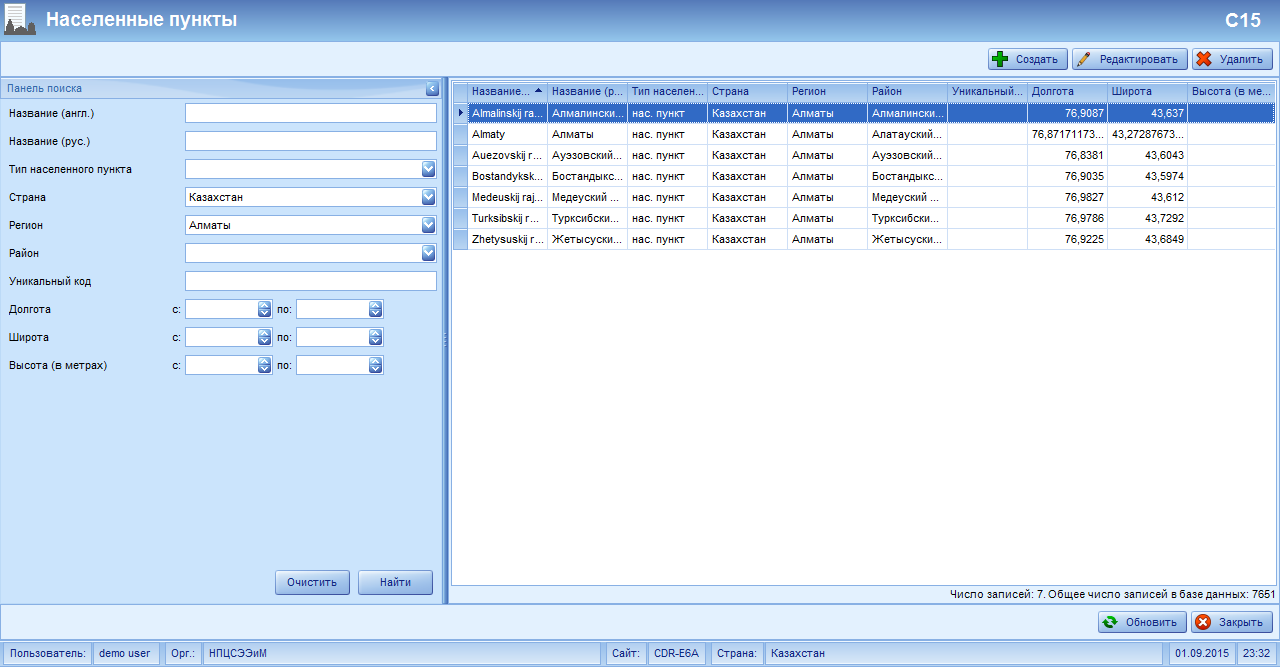 Населенные пункты
C15
Создать Редактировать Удалить
Панель поиска
Название (англ.)
Название (рус.)
Тип населенного пункта
Страна Казахстан
Регион Алматы
Район
Уникальный код
Долгота с: по:
Широта с: по:
Высота (в метрах) с: по:
Очистить Найти
Название... Название (р... Тип населен... Страна Регион Район Уникальный... Долгота Широта Высота (в ме...
Almalinskij ra... Алмалински... нас. пункт Казахстан Алматы Алмалински... 76,9087 43,637
Almaty Алматы нас. пункт Казахстан Алматы Алатауский... 76,87171173... 43,27287673...
Auezovskij r... Ауэзовский... нас. пункт Казахстан Алматы Ауэзовский... 76,8381 43,6043
Bostandyksk... Бостандыкс... нас. пункт Казахстан Алматы Бостандыкс... 76,9035 43,5974
Medeuskij raj... Медеуский ... нас. пункт Казахстан Алматы Медеуский ... 76,9827 43,612
Turksibskij r... Турксибски... нас. пункт Казахстан Алматы Турксибски... 76,9786 43,7292
Zhetysuskij r... Жетысуски... нас. пункт Казахстан Алматы Жетысуски... 76,9225 43,6849
Число записей: 7. Общее число записей в базе данных: 7651
Обновить Закрыть
Пользователь: demo user Орг.: НПЦСЭЭиМ Сайт: CDR-E6A Страна: Казахстан 01.09.2015 23:32